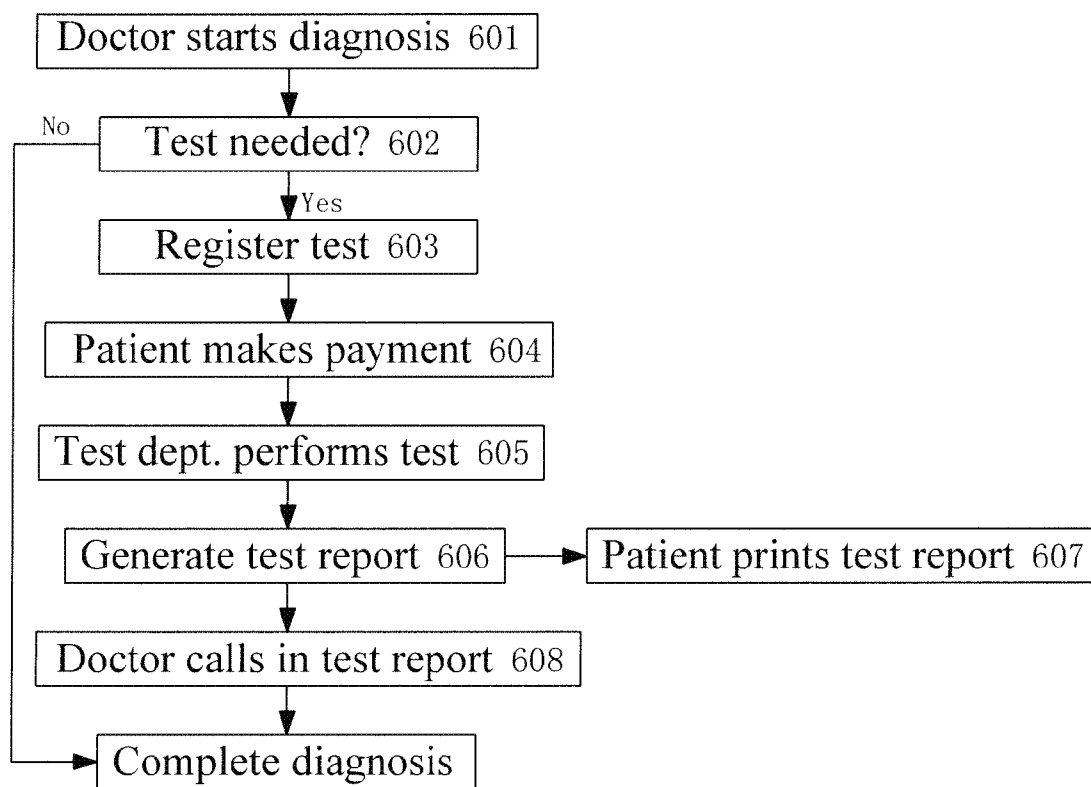 Doctor starts diagnosis 601
No
Test needed? 602
Yes
Register test 603
Patient makes payment 604
Test dept. performs test 605
Generate test report 606
Patient prints test report 607
Doctor calls in test report 608
Complete diagnosis